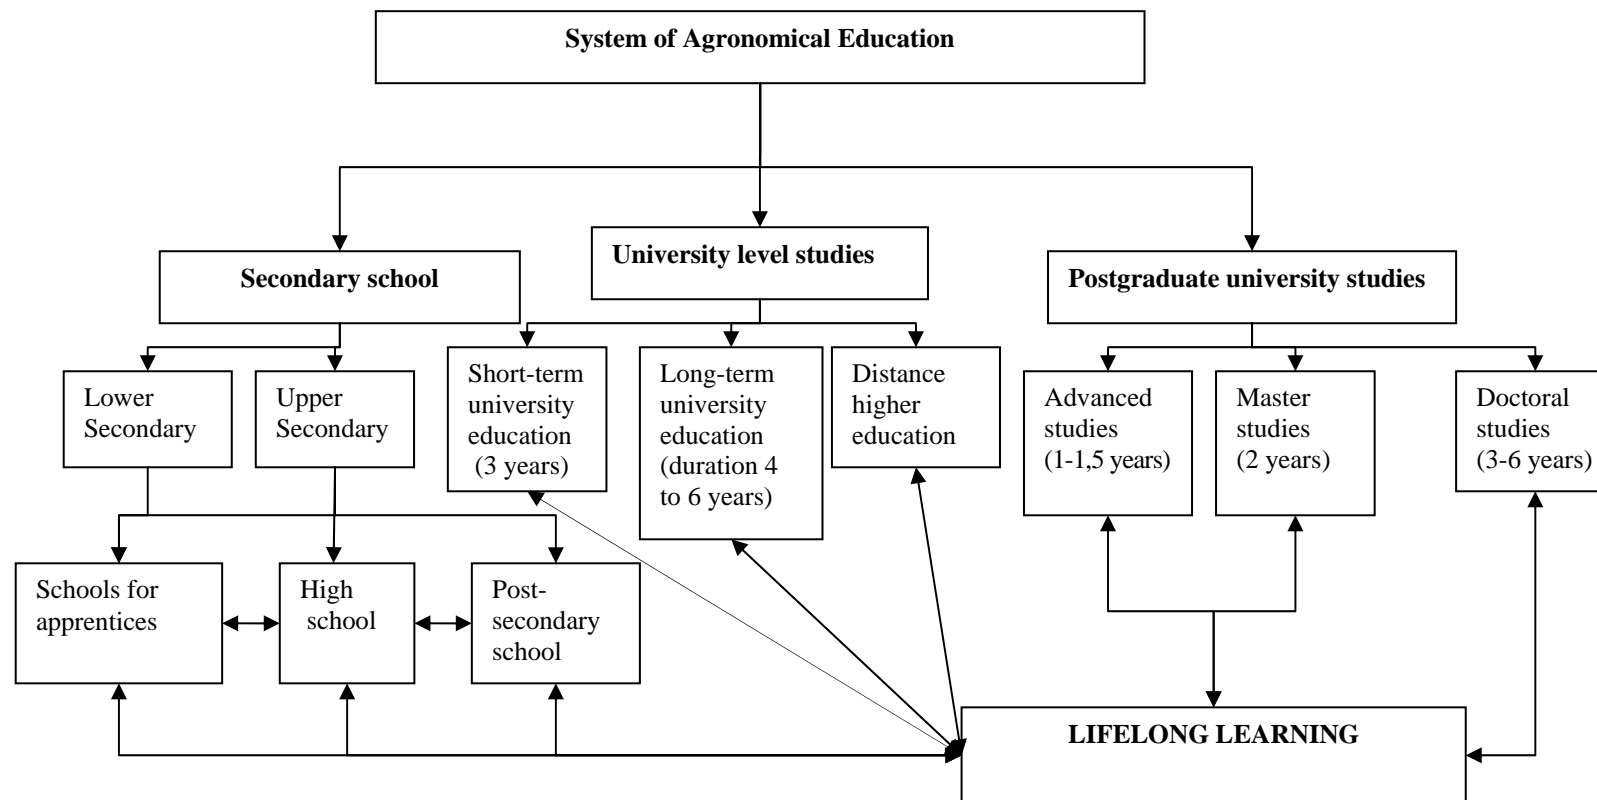 System of Agronomical Education
University level studies
Secondary school
Postgraduate university studies
Lower
Secondary
Upper
Secondary
Short-term
university
education
(3 years)
Long-term
university
education
(duration 4
to 6 years)
Distance
higher
education
Advanced
studies
(1-1,5 years)
Master
studies
(2 years)
Doctoral
studies
(3-6 years)
Schools for
apprentices
High
school
Post-
secondary
school
LIFELONG LEARNING